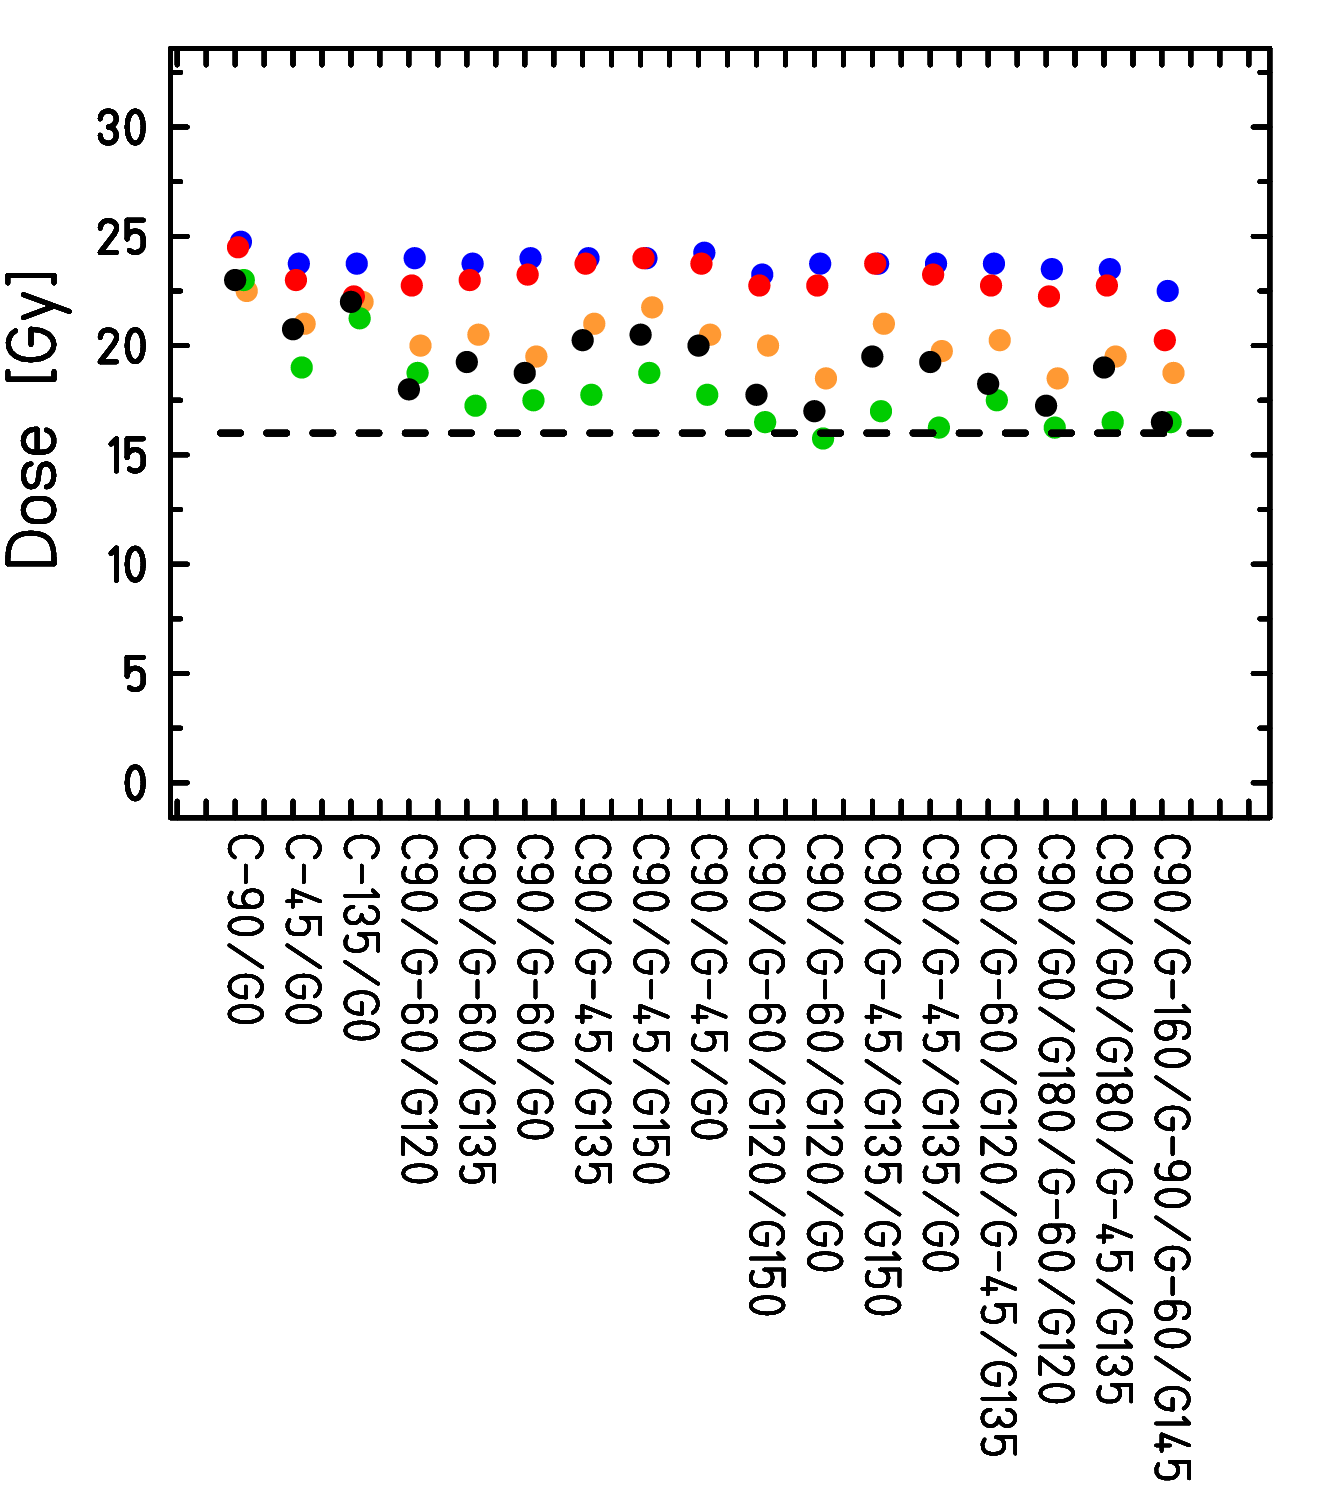 Dose [Gy]
30
25
20
15
10
5
0
C-90/G0
C-45/G0
C-135/G0
C90/G-60/G120
C90/G-60/G135
C90/G-60/G0
C90/G-45/G135
C90/G-45/G150
C90/G-45/G0
C90/G-60/G120/G150
C90/G-60/G120/G0
C90/G-45/G135/G150
C90/G-45/G135/G0
C90/G-60/G120/G-45/G135
C90/G0/G180/G-60/G120
C90/G0/G180/G-45/G135
C90/G-160/G-90/G-60/G145